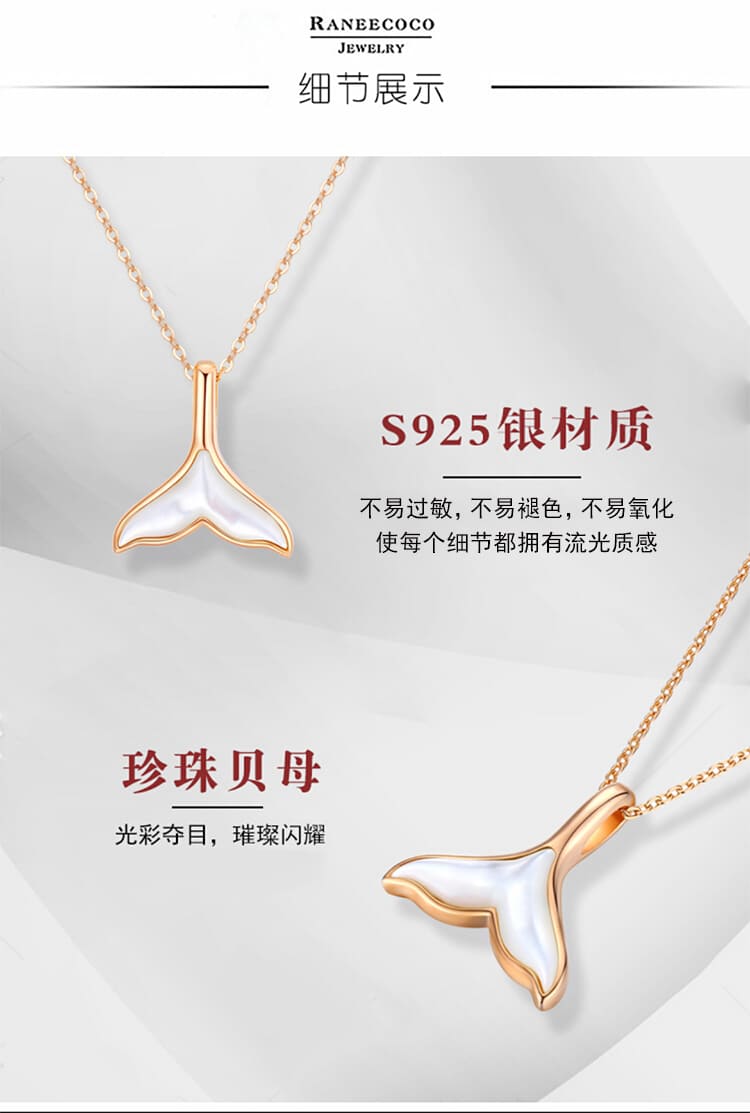 RANEECOCO
JEWELRY
细节展示
S925银材质
不易过敏，不易褪色，不易氧化
使每个细节都拥有流光质感
珍珠贝母
光彩夺目，璀璨闪耀